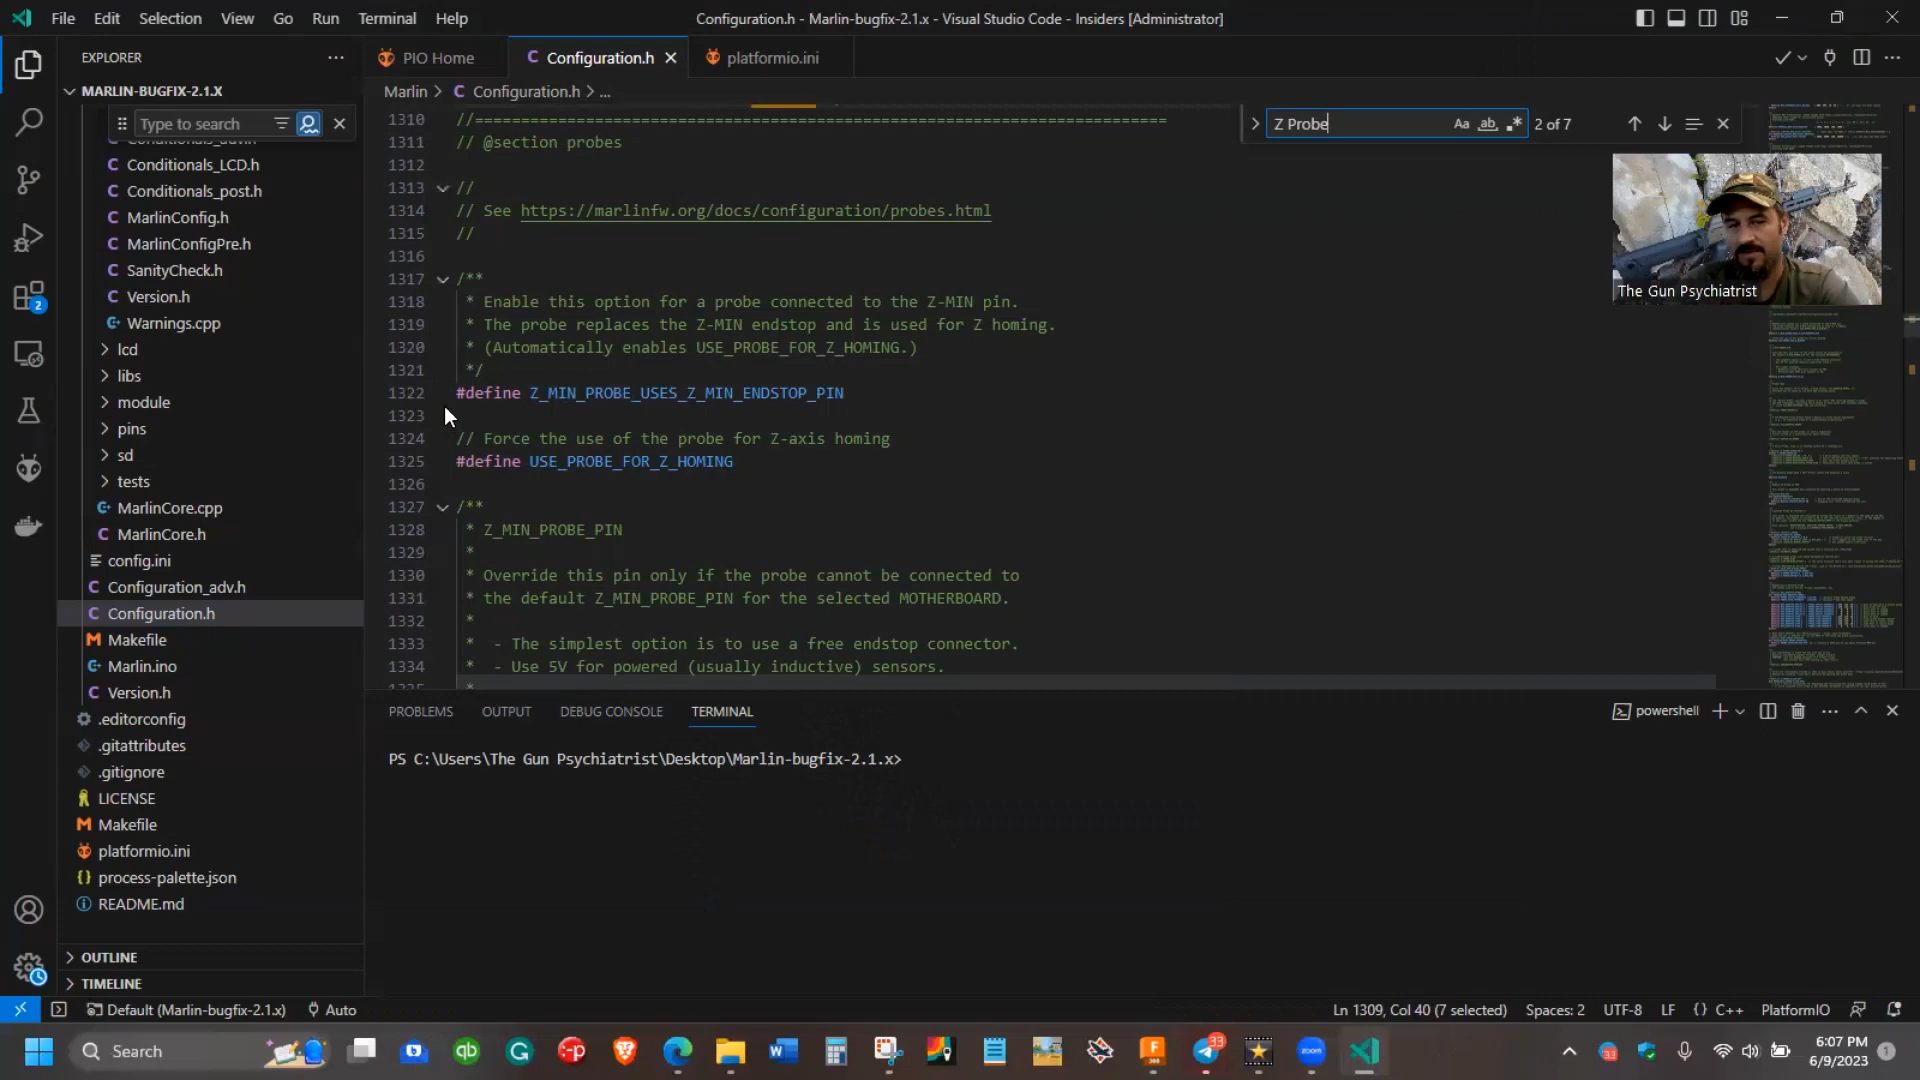 File Edit Selection View Go Run Terminal Help
Configuration.h - Marlin-bugfix-2.1.x - Visual Studio Code - Insiders [Administrator]
EXPLORER
PIO Home
C Configuration.h
platformio.ini
MARLIN-BUGFIX-2.1.X
Marlin > C Configuration.h > ...
Type to search
Z Probe
Aa ab .*
2 of 7
C Conditionals_LCD.h
C Conditionals_post.h
C MarlinConfig.h
C MarlinConfigPre.h
C SanityCheck.h
C Version.h
Warnings.cpp
lcd
libs
module
pins
sd
tests
MarlinCore.cpp
C MarlinCore.h
config.ini
C Configuration_adv.h
C Configuration.h
M Makefile
Marlin.ino
C Version.h
.editorconfig
.gitattributes
.gitignore
LICENSE
M Makefile
platformio.ini
{} process-palette.json
README.md
OUTLINE
TIMELINE
2
1310 //===========================================================================
1311 // @section probes
1312
1313 //
1314 // See https://marlinfw.org/docs/configuration/probes.html
1315 //
1316
1317 /**
1318 * Enable this option for a probe connected to the Z-MIN pin.
1319 * The probe replaces the Z-MIN endstop and is used for Z homing.
1320 * (Automatically enables USE_PROBE_FOR_Z_HOMING.)
1321 */
1322 #define Z_MIN_PROBE_USES_Z_MIN_ENDSTOP_PIN
1323
1324 // Force the use of the probe for Z-axis homing
1325 #define USE_PROBE_FOR_Z_HOMING
1326
1327 /**
1328 * Z_MIN_PROBE_PIN
1329 *
1330 * Override this pin only if the probe cannot be connected to
1331 * the default Z_MIN_PROBE_PIN for the selected MOTHERBOARD.
1332 *
1333 * - The simplest option is to use a free endstop connector.
1334 * - Use 5V for powered (usually inductive) sensors.
The Gun Psychiatrist
PROBLEMS OUTPUT DEBUG CONSOLE TERMINAL
powershell
PS C:\Users\The Gun Psychiatrist\Desktop\Marlin-bugfix-2.1.x>
Default (Marlin-bugfix-2.1.x) Auto
Ln 1309, Col 40 (7 selected) Spaces: 2 UTF-8 LF {} C++ PlatformIO
Search
qb
33
zoom
33
6:07 PM
6/9/2023
1